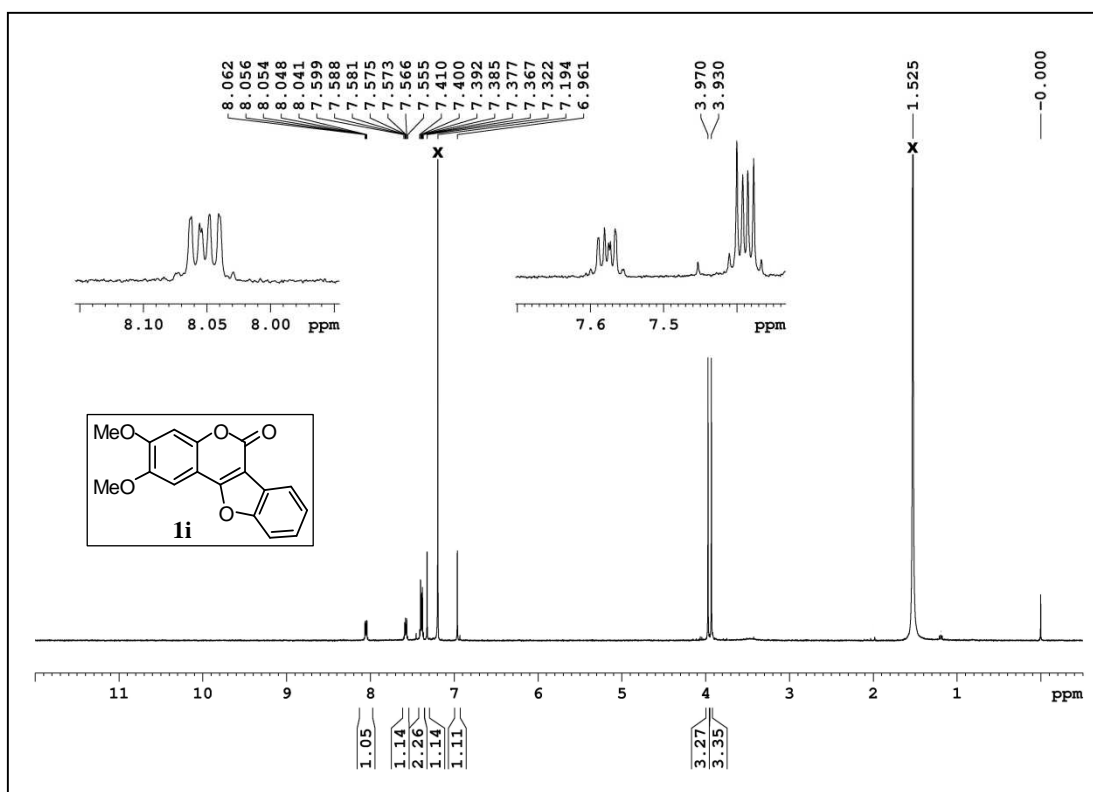 8.062
8.056
8.054
8.048
8.041
7.599
7.588
7.581
7.575
7.573
7.566
7.555
7.410
7.400
7.392
7.385
7.377
7.367
7.322
7.194
6.961
3.970
3.930
1.525
-0.000
x
x
8.10 8.05 8.00 ppm
7.6 7.5 ppm
MeO
MeO
O
O
O
1i
11 10 9 8 7 6 5 4 3 2 1 ppm
1.05
1.14
2.26
1.14
1.11
3.27
3.35